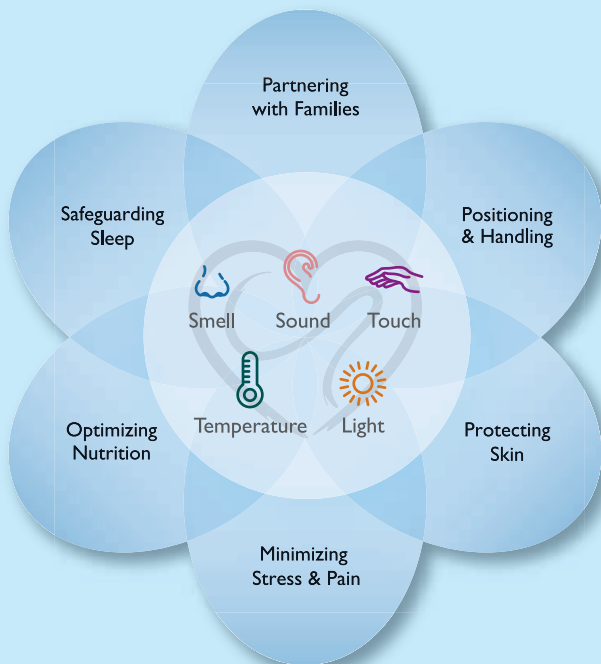 Partnering
with Families
Safeguarding
Sleep
Positioning
& Handling
Smell
Sound
Touch
Temperature
Light
Optimizing
Nutrition
Protecting
Skin
Minimizing
Stress & Pain